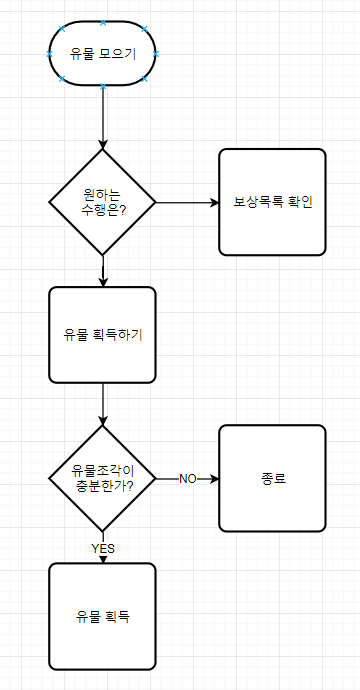 유물 모으기
원하는
수행은?
보상목록 확인
유물 획득하기
유물조각이
충분한가?
NO
종료
YES
유물 획득